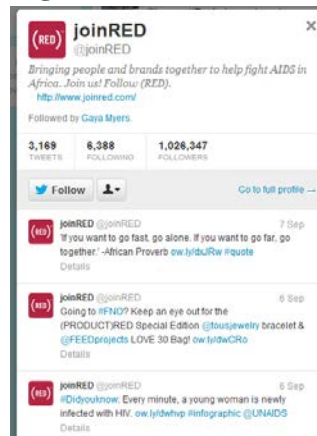 (RED)
joinRED
@joinRED
Bringing people and brands together to help fight AIDS in
Africa. Join us! Follow (RED).
http://www.joinred.com/
Followed by Gaya Myers.
3,169 6,388 1,026,347
TWEETS FOLLOWING FOLLOWERS
Follow Go to full profile →
(RED) joinRED @joinRED 7 Sep
'If you want to go fast, go alone. If you want to go far, go
together.' -African Proverb ow.ly/dxJRw #quote
Details
(RED) joinRED @joinRED 6 Sep
Going to #FNO? Keep an eye out for the
(PRODUCT)RED Special Edition @tousjewelry bracelet &
@FEEDprojects LOVE 30 Bag! ow.ly/dwCRo
Details
(RED) joinRED @joinRED 6 Sep
#Didyouknow: Every minute, a young woman is newly
infected with HIV. ow.ly/dwhvp #infographic @UNAIDS
Details